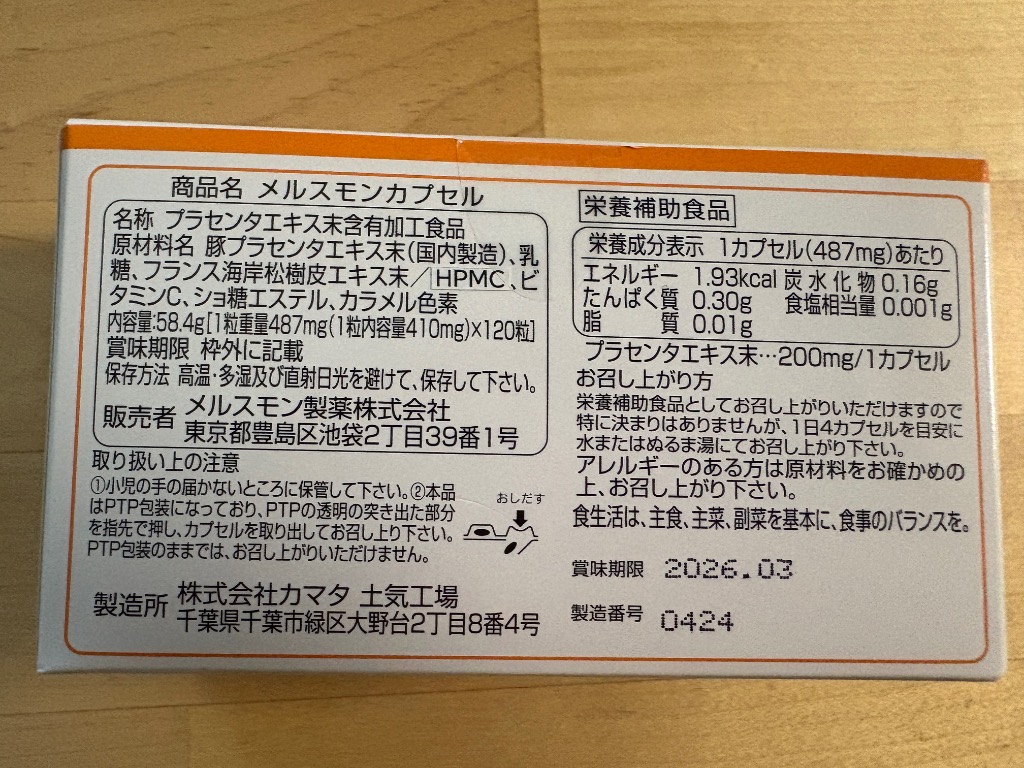 商品名 メルスモンカプセル
名称 プラセンタエキス末含有加工食品
原材料名 豚プラセンタエキス末(国内製造)、乳
糖、フランス海岸松樹皮エキス末／HPMC、ビ
タミンC、ショ糖エステル、カラメル色素
内容量:58.4g[1粒重量487mg(1粒内容量410mg)×120粒]
賞味期限 枠外に記載
保存方法 高温・多湿及び直射日光を避けて、保存して下さい。
販売者 メルスモン製薬株式会社
東京都豊島区池袋2丁目39番1号
取り扱い上の注意
①小児の手の届かないところに保管して下さい。②本品
はPTP包装になっており、PTPの透明の突き出た部分
を指先で押し、カプセルを取り出してお召し上り下さい。
PTP包装のままでは、お召し上がりいただけません。
おしだす
製造所 株式会社カマタ 土気工場
千葉県千葉市緑区大野台2丁目8番4号
栄養補助食品
栄養成分表示 1カプセル(487mg)あたり
エネルギー 1.93kcal 炭水化物 0.16g
たんぱく質 0.30g 食塩相当量 0.001g
脂質 0.01g
プラセンタエキス末…200mg/1カプセル
お召し上がり方
栄養補助食品としてお召し上がりいただけますので
特に決まりはありませんが、1日4カプセルを目安に
水またはぬるま湯にてお召し上がり下さい。
アレルギーのある方は原材料をお確かめの
上、お召し上がり下さい。
食生活は、主食、主菜、副菜を基本に、食事のバランスを。
賞味期限 2026.03
製造番号 0424